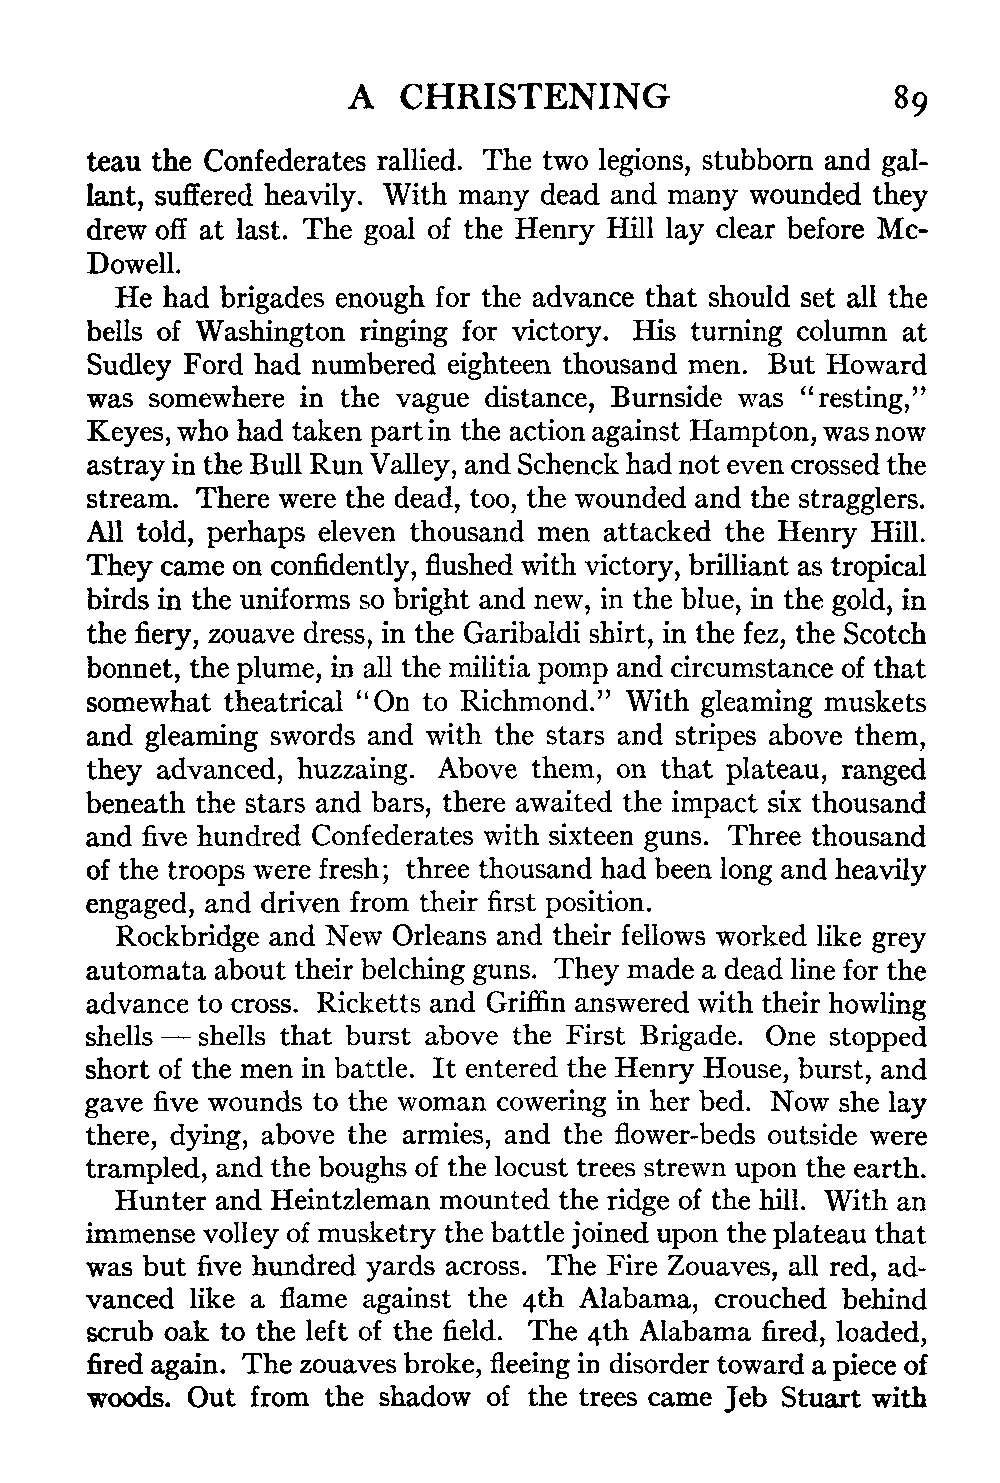 A CHRISTENING 89
teau the Confederates rallied. The two legions, stubborn and gal-
lant, suffered heavily. With many dead and many wounded they
drew off at last. The goal of the Henry Hill lay clear before Mc-
Dowell.
He had brigades enough for the advance that should set all the
bells of Washington ringing for victory. His turning column at
Sudley Ford had numbered eighteen thousand men. But Howard
was somewhere in the vague distance, Burnside was "resting,"
Keyes, who had taken part in the action against Hampton, was now
astray in the Bull Run Valley, and Schenck had not even crossed the
stream. There were the dead, too, the wounded and the stragglers.
All told, perhaps eleven thousand men attacked the Henry Hill.
They came on confidently, flushed with victory, brilliant as tropical
birds in the uniforms so bright and new, in the blue, in the gold, in
the fiery, zouave dress, in the Garibaldi shirt, in the fez, the Scotch
bonnet, the plume, in all the militia pomp and circumstance of that
somewhat theatrical "On to Richmond." With gleaming muskets
and gleaming swords and with the stars and stripes above them,
they advanced, huzzaing. Above them, on that plateau, ranged
beneath the stars and bars, there awaited the impact six thousand
and five hundred Confederates with sixteen guns. Three thousand
of the troops were fresh; three thousand had been long and heavily
engaged, and driven from their first position.
Rockbridge and New Orleans and their fellows worked like grey
automata about their belching guns. They made a dead line for the
advance to cross. Ricketts and Griffin answered with their howling
shells — shells that burst above the First Brigade. One stopped
short of the men in battle. It entered the Henry House, burst, and
gave five wounds to the woman cowering in her bed. Now she lay
there, dying, above the armies, and the flower-beds outside were
trampled, and the boughs of the locust trees strewn upon the earth.
Hunter and Heintzleman mounted the ridge of the hill. With an
immense volley of musketry the battle joined upon the plateau that
was but five hundred yards across. The Fire Zouaves, all red, ad-
vanced like a flame against the 4th Alabama, crouched behind
scrub oak to the left of the field. The 4th Alabama fired, loaded,
fired again. The zouaves broke, fleeing in disorder toward a piece of
woods. Out from the shadow of the trees came Jeb Stuart with